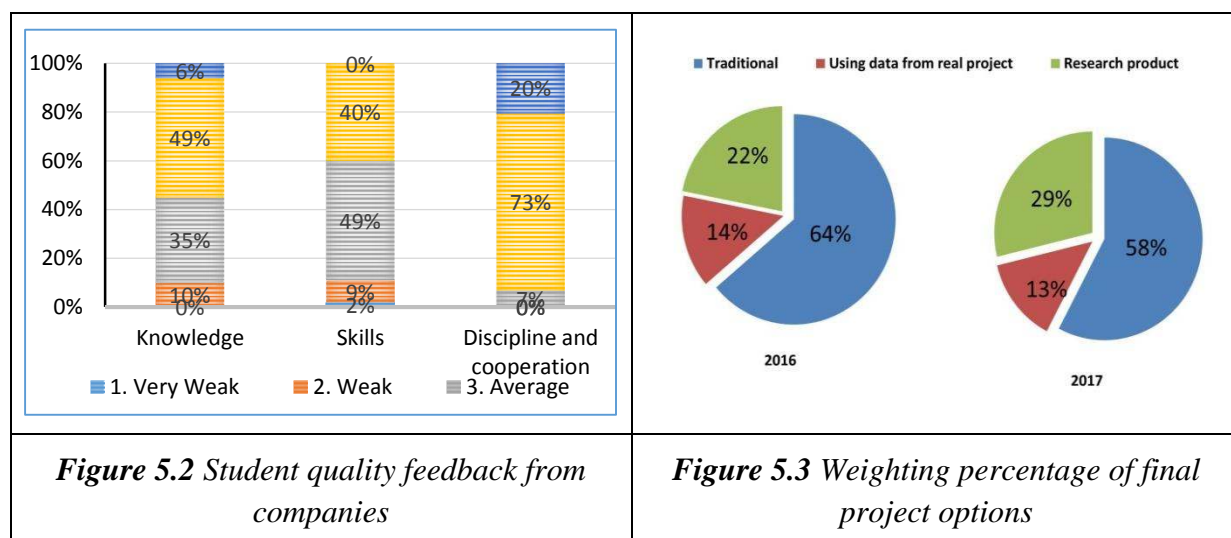 100%
80%
60%
40%
20%
0%
6%
49%
35%
10%
0%
0%
40%
49%
9%
2%
20%
73%
7%
0%
0%
Knowledge
Skills
Discipline and
cooperation
1. Very Weak
2. Weak
3. Average
Traditional
Using data from real project
Research product
22%
14%
64%
2016
29%
13%
58%
2017
Figure 5.2 Student quality feedback from
companies
Figure 5.3 Weighting percentage of final
project options